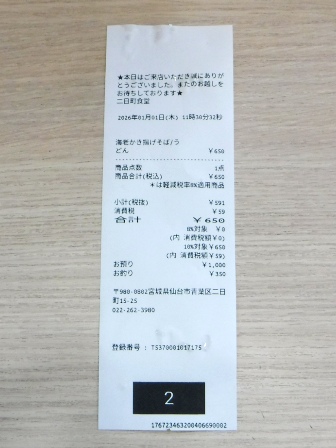 ★本日はご来店いただき誠にありが
とうございました。またのお越しを
お待ちしております★
二日町食堂
2026年01月01日(木) 11時30分32秒
海老かき揚げそば/う
どん ￥650
商品点数 1点
商品合計(税込) ￥650
＊は軽減税率8%適用商品
小計(税抜) ￥591
消費税 ￥59
合計 ￥650
8%対象 ￥0
(内 消費税額￥0)
10%対象￥650
(内 消費税額￥59)
お預り ￥1,000
お釣り ￥350
〒980-0802宮城県仙台市青葉区二日
町15-25
022-262-3980
登録番号 : T5370001017175
2
176723463200406690002